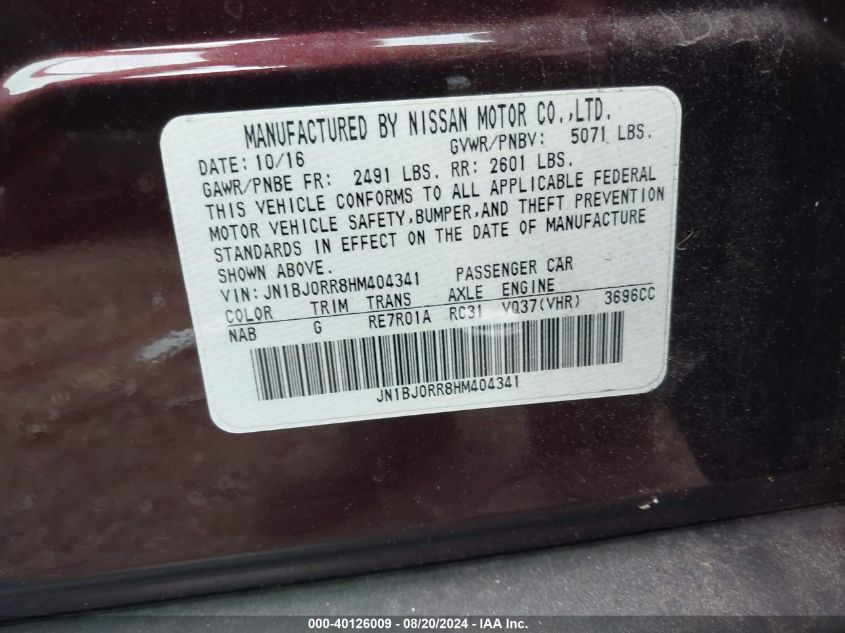 MANUFACTURED BY NISSAN MOTOR CO.,LTD.
DATE: 10/16 GVWR/PNBV: 5071 LBS.
GAWR/PNBE FR: 2491 LBS. RR: 2601 LBS.
THIS VEHICLE CONFORMS TO ALL APPLICABLE FEDERAL
MOTOR VEHICLE SAFETY,BUMPER,AND THEFT PREVENTION
STANDARDS IN EFFECT ON THE DATE OF MANUFACTURE
SHOWN ABOVE.
VIN: JN1BJ0RR8HM404341 PASSENGER CAR
COLOR TRIM TRANS AXLE ENGINE
NAB G RE7R01A RC31 VQ37(VHR) 3696CC
JN1BJ0RR8HM404341
000-40126009 - 08/20/2024 - IAA Inc.